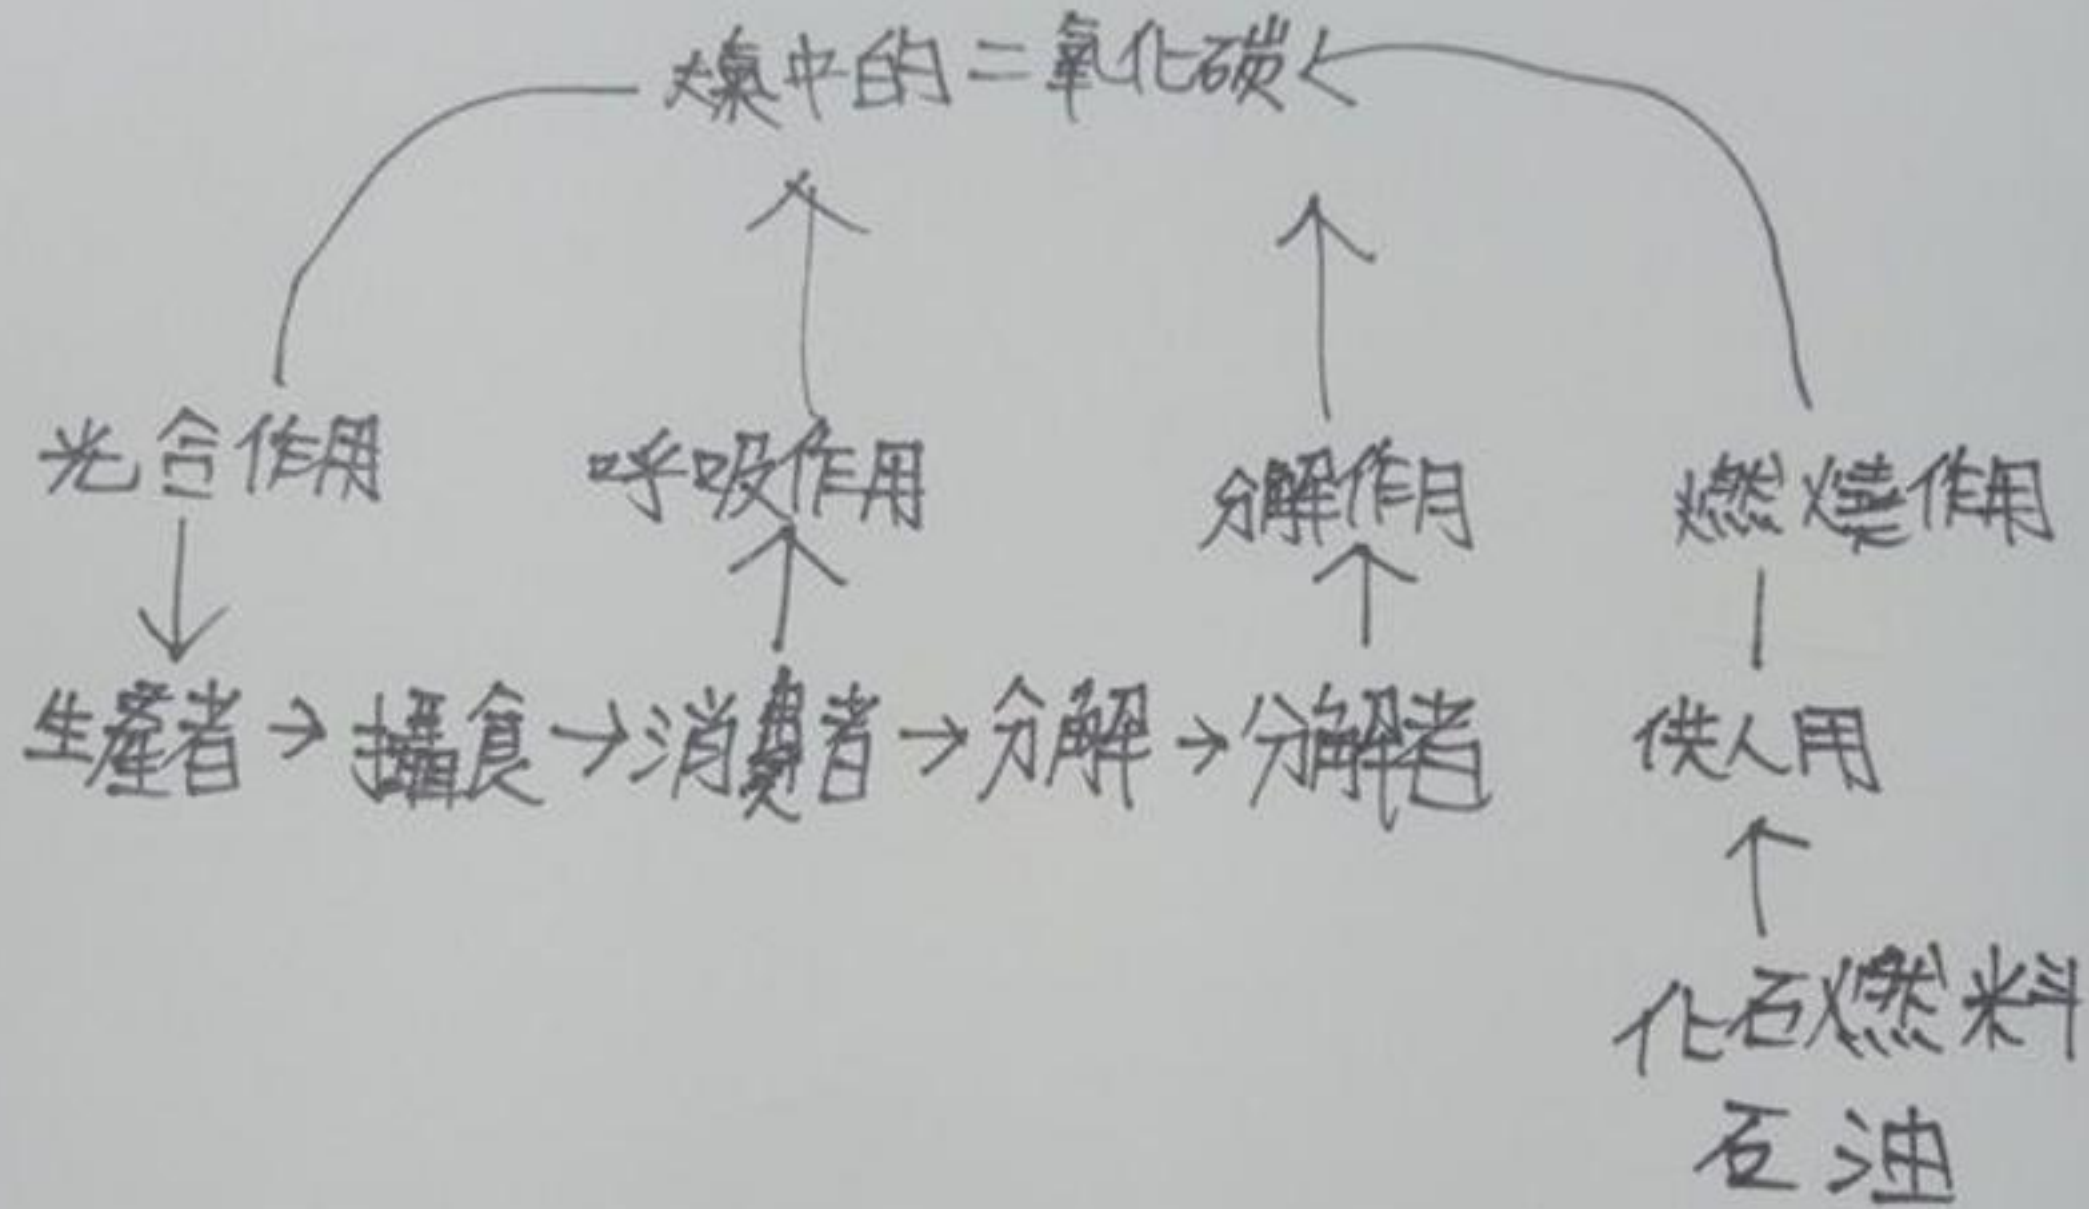 大氣中的二氧化碳
光合作用 呼吸作用 分解作用 燃燒作用
生產者→攝食→消費者→分解→分解者 供人用
化石燃料
石油